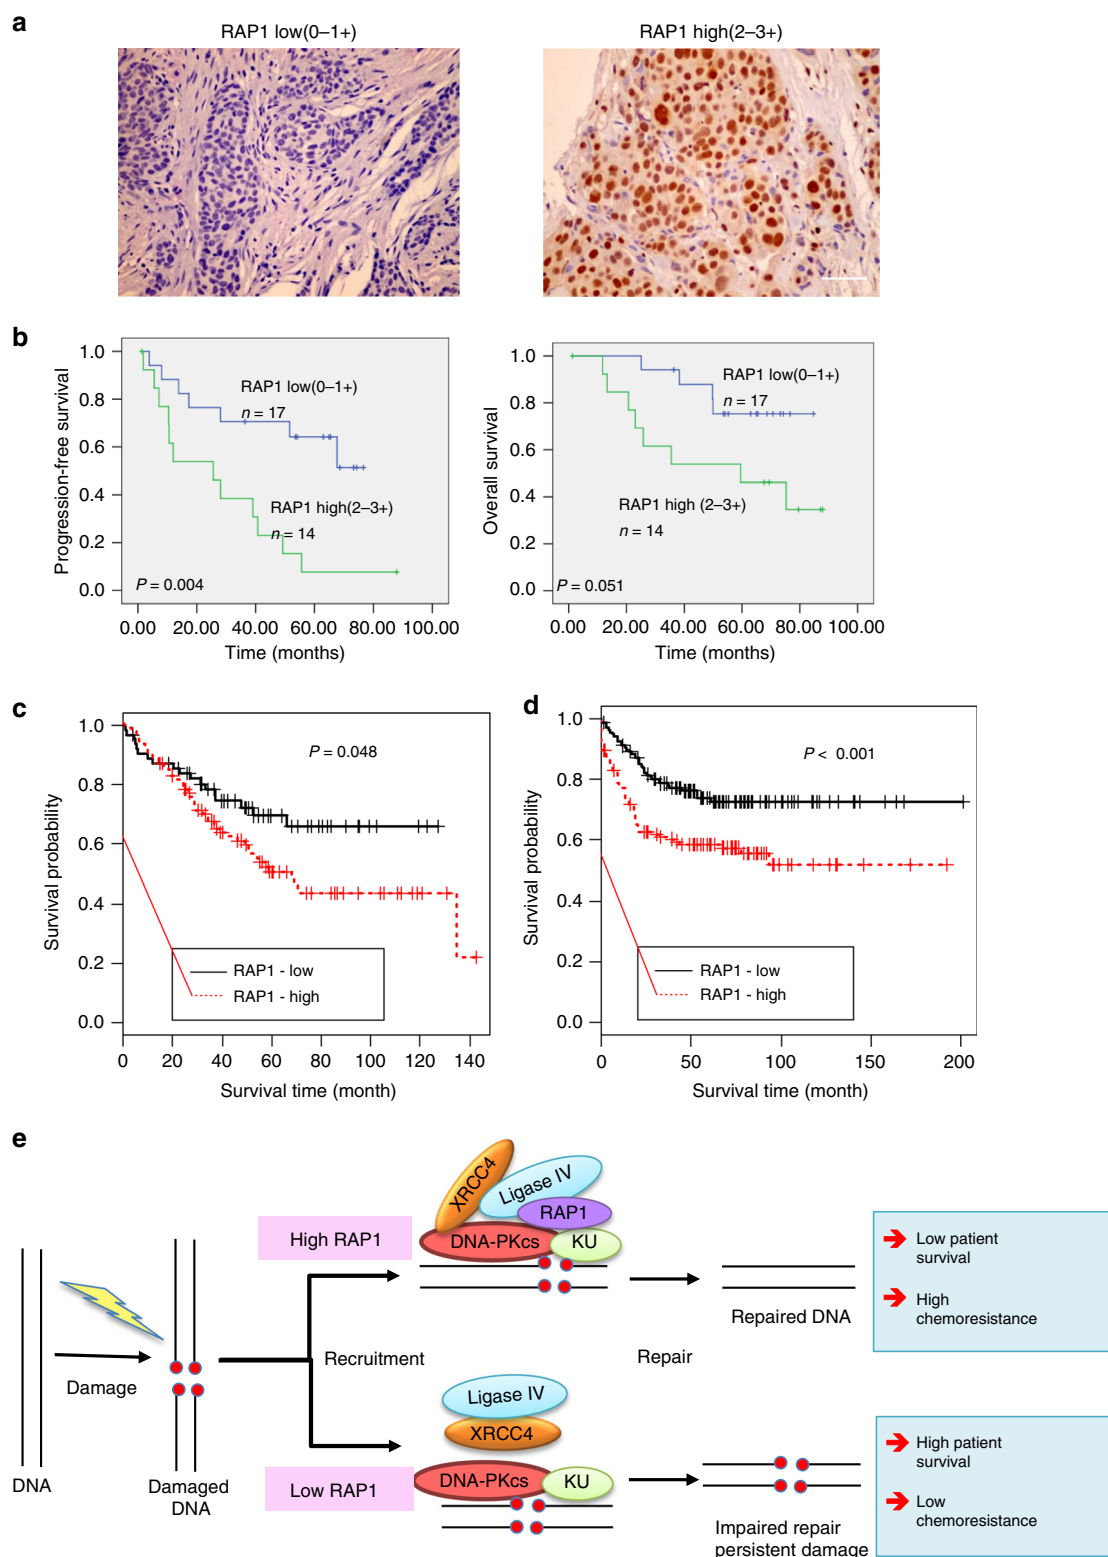 a
RAP1 low(0–1+)
RAP1 high(2–3+)
b
Progression-free survival
1.0
0.8
0.6
0.4
0.2
0.0
RAP1 low(0–1+)
n = 17
RAP1 high(2–3+)
n = 14
P = 0.004
0.00 20.00 40.00 60.00 80.00 100.00
Time (months)
Overall survival
1.0
0.8
0.6
0.4
0.2
0.0
RAP1 low(0–1+)
n = 17
RAP1 high (2–3+)
n = 14
P = 0.051
0.00 20.00 40.00 60.00 80.00 100.00
Time (months)
c
Survival probability
1.0
0.8
0.6
0.4
0.2
0.0
P = 0.048
RAP1 - low
RAP1 - high
0 20 40 60 80 100 120 140
Survival time (month)
d
Survival probability
1.0
0.8
0.6
0.4
0.2
0.0
P < 0.001
RAP1 - low
RAP1 - high
0 50 100 150 200
Survival time (month)
e
DNA
Damage
Damaged
DNA
Recruitment
High RAP1
XRCC4
Ligase IV
RAP1
DNA-PKcs
KU
Repair
Repaired DNA
Low patient
survival
High
chemoresistance
Low RAP1
Ligase IV
XRCC4
DNA-PKcs
KU
Impaired repair
persistent damage
High patient
survival
Low
chemoresistance